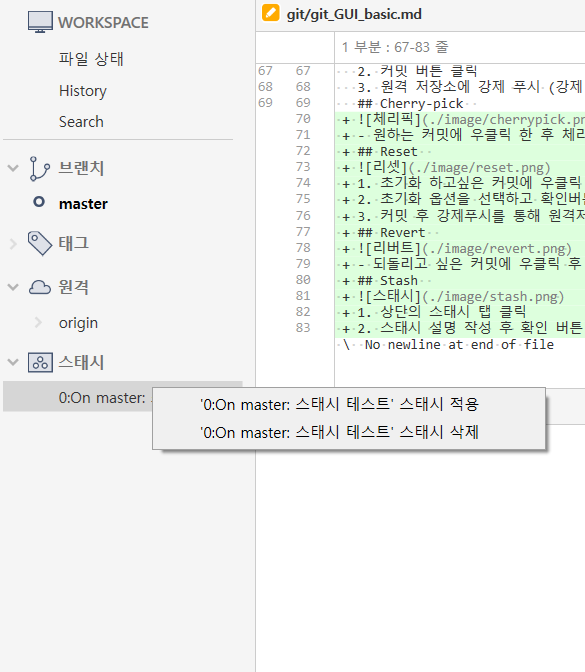 WORKSPACE
파일 상태
History
Search
브랜치
master
태그
원격
origin
스태시
0:On master:
'0:On master: 스태시 테스트' 스태시 적용
'0:On master: 스태시 테스트' 스태시 삭제
git/git_GUI_basic.md
1 부분 : 67-83 줄
67 67 2. 커밋 버튼 클릭
68 68 3. 원격 저장소에 강제 푸시 (강제
69 69 ## Cherry-pick
70 + ![체리픽](./image/cherrypick.pn
71 + - 원하는 커밋에 우클릭 한 후 체리
72 + ## Reset
73 + ![리셋](./image/reset.png)
74 + 1. 초기화 하고싶은 커밋에 우클릭
75 + 2. 초기화 옵션을 선택하고 확인버튼
76 + 3. 커밋 후 강제푸시를 통해 원격저
77 + ## Revert
78 + ![리버트](./image/revert.png)
79 + - 되돌리고 싶은 커밋에 우클릭 후
80 + ## Stash
81 + ![스태시](./image/stash.png)
82 + 1. 상단의 스태시 탭 클릭
83 + 2. 스태시 설명 작성 후 확인 버튼
\ No newline at end of file